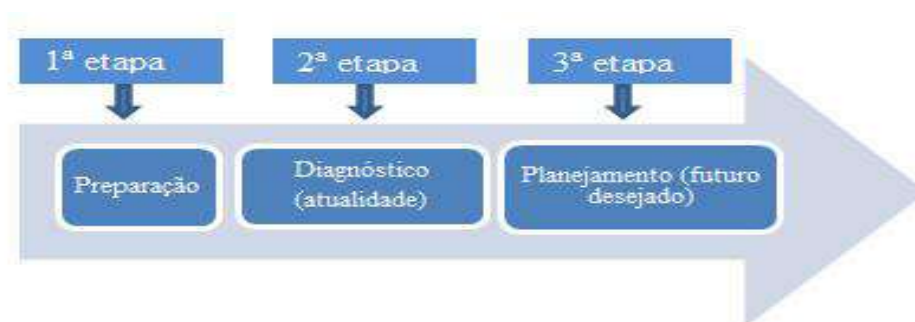 1ª etapa
2ª etapa
3ª etapa
Preparação
Diagnóstico
(atualidade)
Planejamento (futuro
desejado)